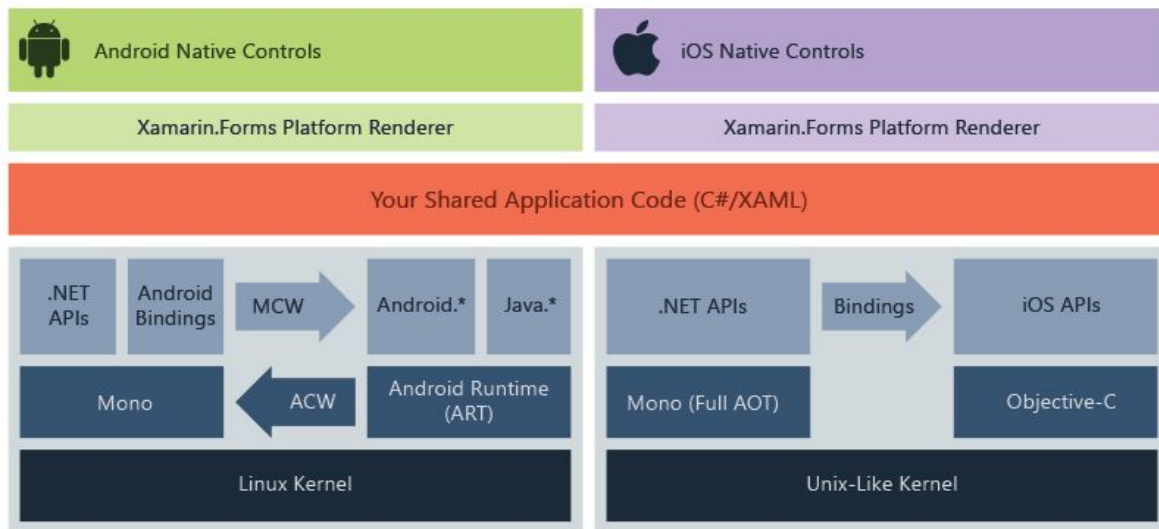 Android Native Controls
iOS Native Controls
Xamarin.Forms Platform Renderer
Xamarin.Forms Platform Renderer
Your Shared Application Code (C#/XAML)
.NET
APIs
Android
Bindings
MCW
Android.*
Java.*
.NET APIs
Bindings
iOS APIs
Mono
ACW
Android Runtime
(ART)
Mono (Full AOT)
Objective-C
Linux Kernel
Unix-Like Kernel